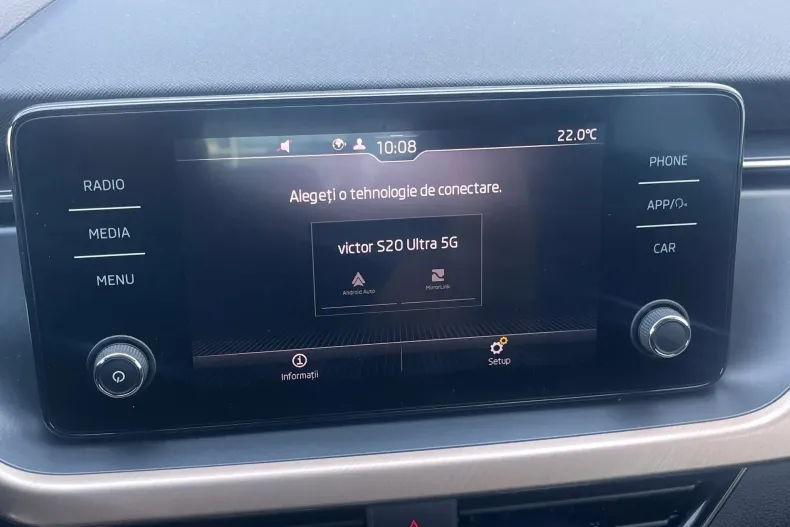 10:08
22.0°C
RADIO
MEDIA
MENU
Alegeți o tehnologie de conectare.
victor S20 Ultra 5G
Android Auto
MirrorLink
Informații
Setup
PHONE
APP/
CAR